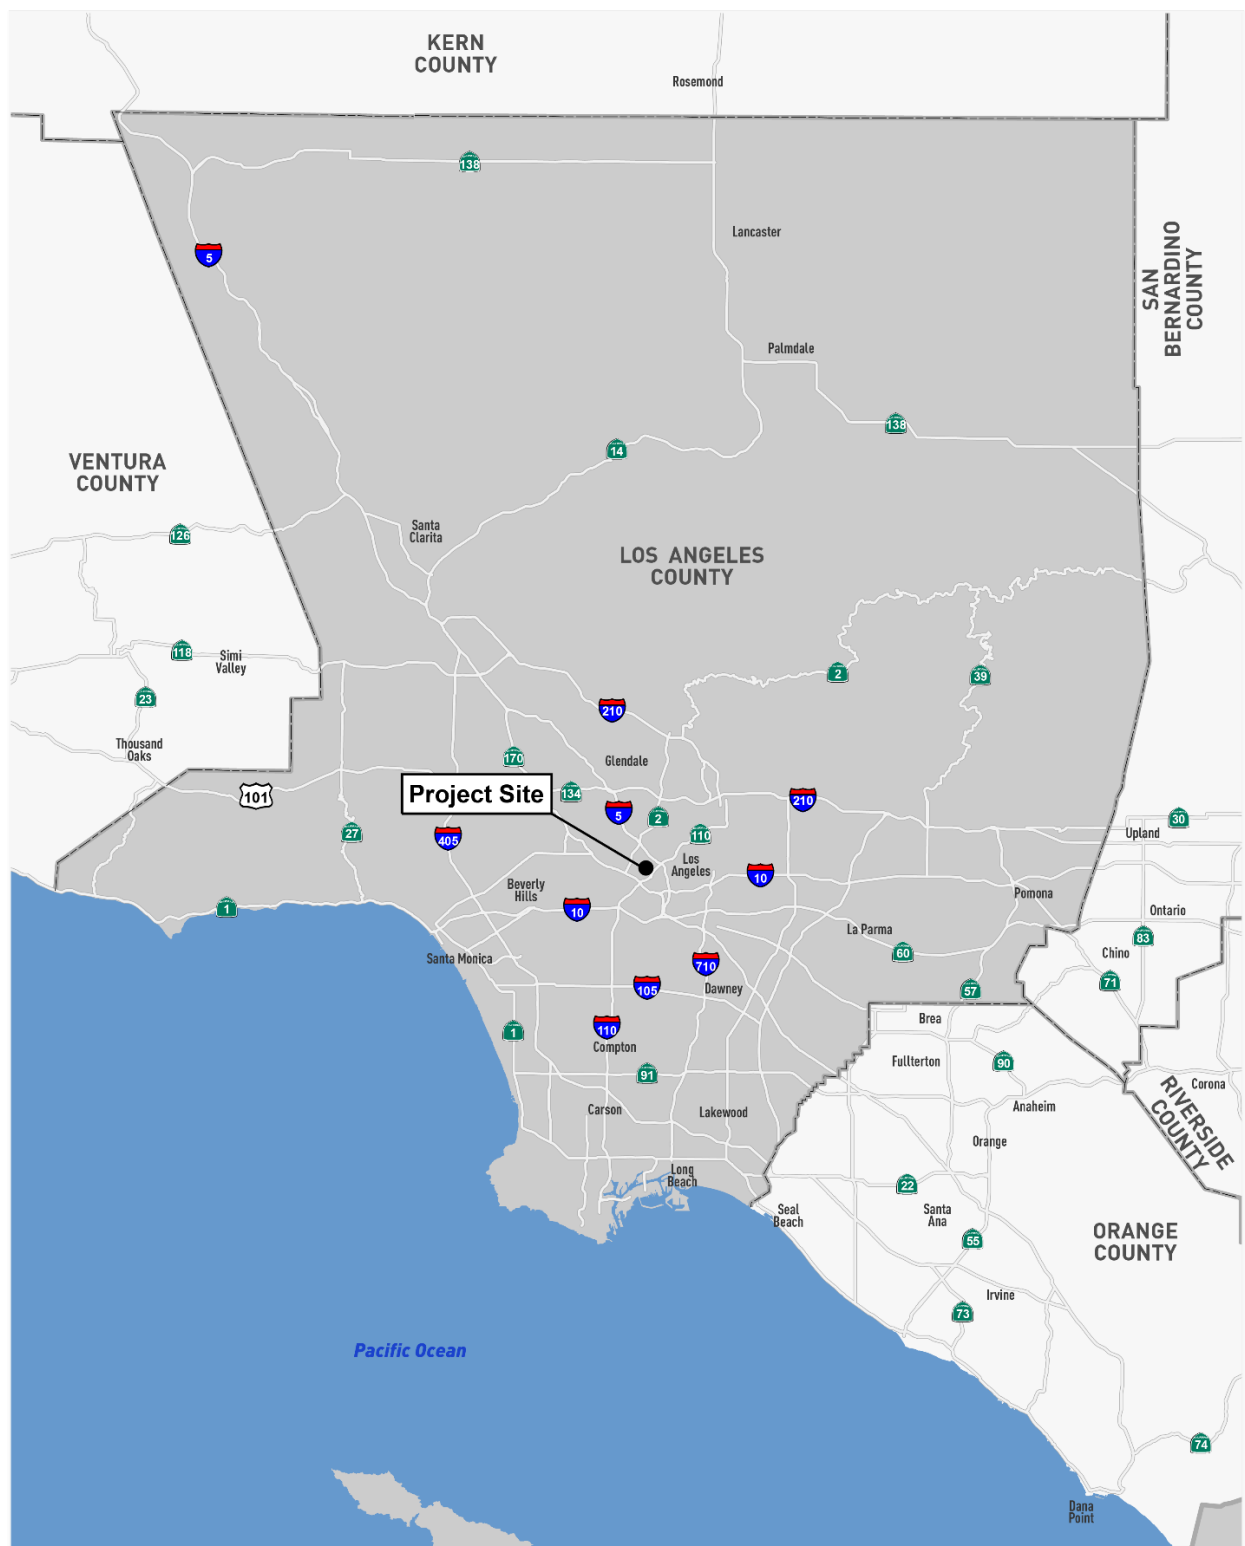 KERN
COUNTY
Rosemond
138
Lancaster
5
SAN
BERNARDINO
COUNTY
Palmdale
138
14
VENTURA
COUNTY
126
Santa
Clarita
LOS ANGELES
COUNTY
118
Simi
Valley
2
39
23
210
Thousand
Oaks
170
Glendale
101
Project Site
134
210
5
2
30
27
405
110
Upland
Los
Angeles
10
Beverly
Hills
Pomona
1
10
Ontario
La Parma
83
Santa Monica
60
Chino
710
71
105
Dawney
57
1
110
Brea
Compton
Fullterton
90
91
Corona
RIVERSIDE
COUNTY
Carson
Lakewood
Anaheim
Orange
Long
Beach
22
Seal
Beach
Santa
Ana
55
ORANGE
COUNTY
Irvine
73
Pacific Ocean
74
Dana
Point